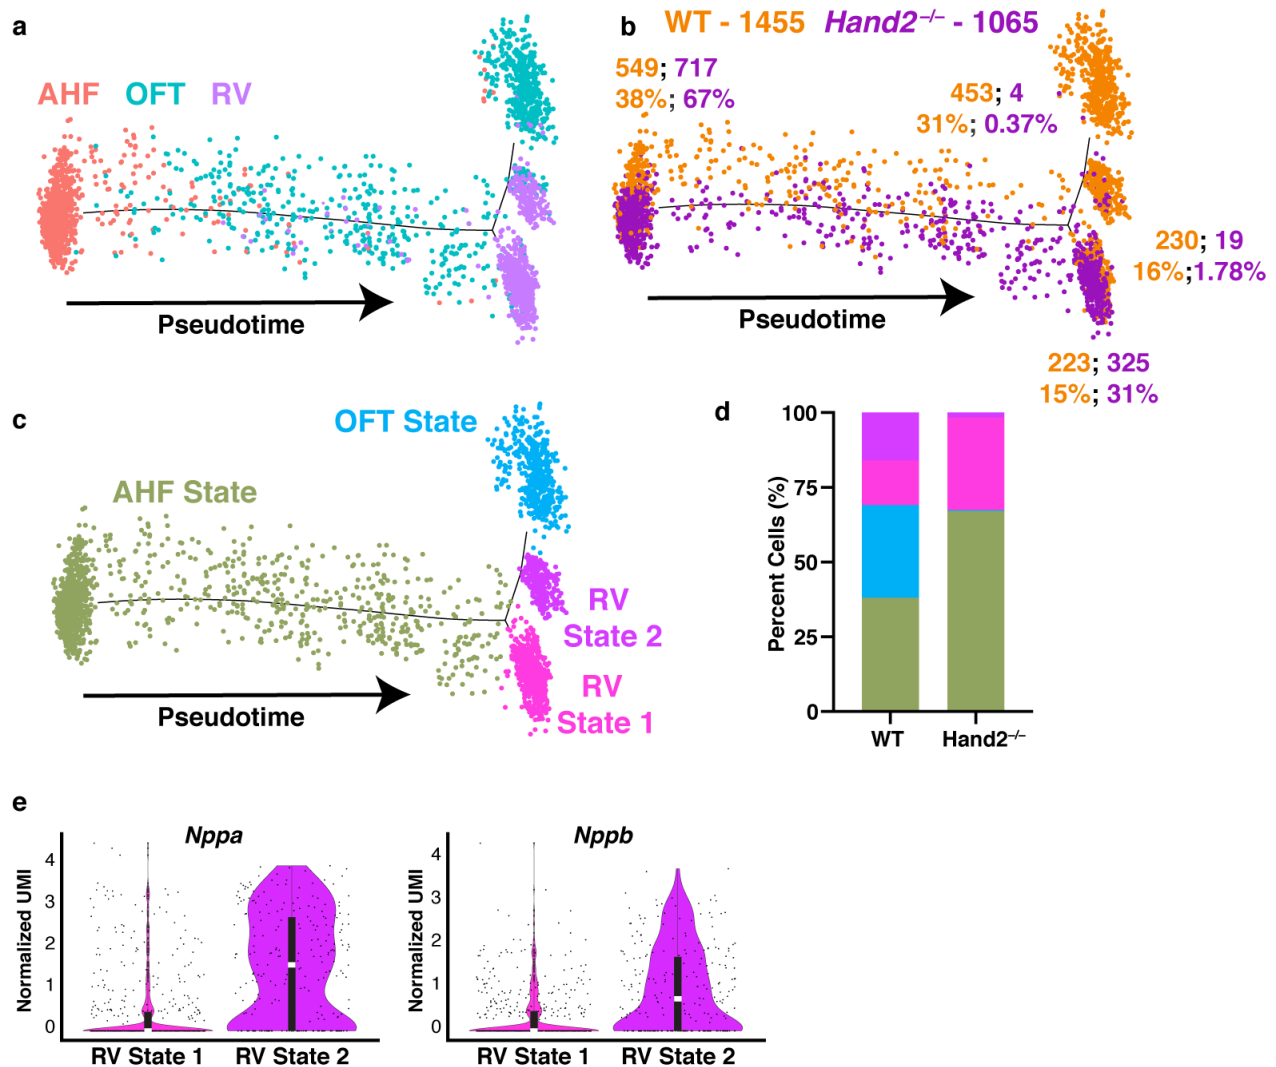 a
AHF OFT RV
Pseudotime
b
WT - 1455 Hand2⁻/⁻ - 1065
549; 717
38%; 67%
453; 4
31%; 0.37%
230; 19
16%;1.78%
223; 325
15%; 31%
Pseudotime
c
OFT State
AHF State
RV
State 2
RV
State 1
Pseudotime
d
Percent Cells (%)
100
75
50
25
0
WT Hand2⁻/⁻
e
Nppa
Normalized UMI
4
3
2
1
0
RV State 1 RV State 2
Nppb
Normalized UMI
4
3
2
1
0
RV State 1 RV State 2